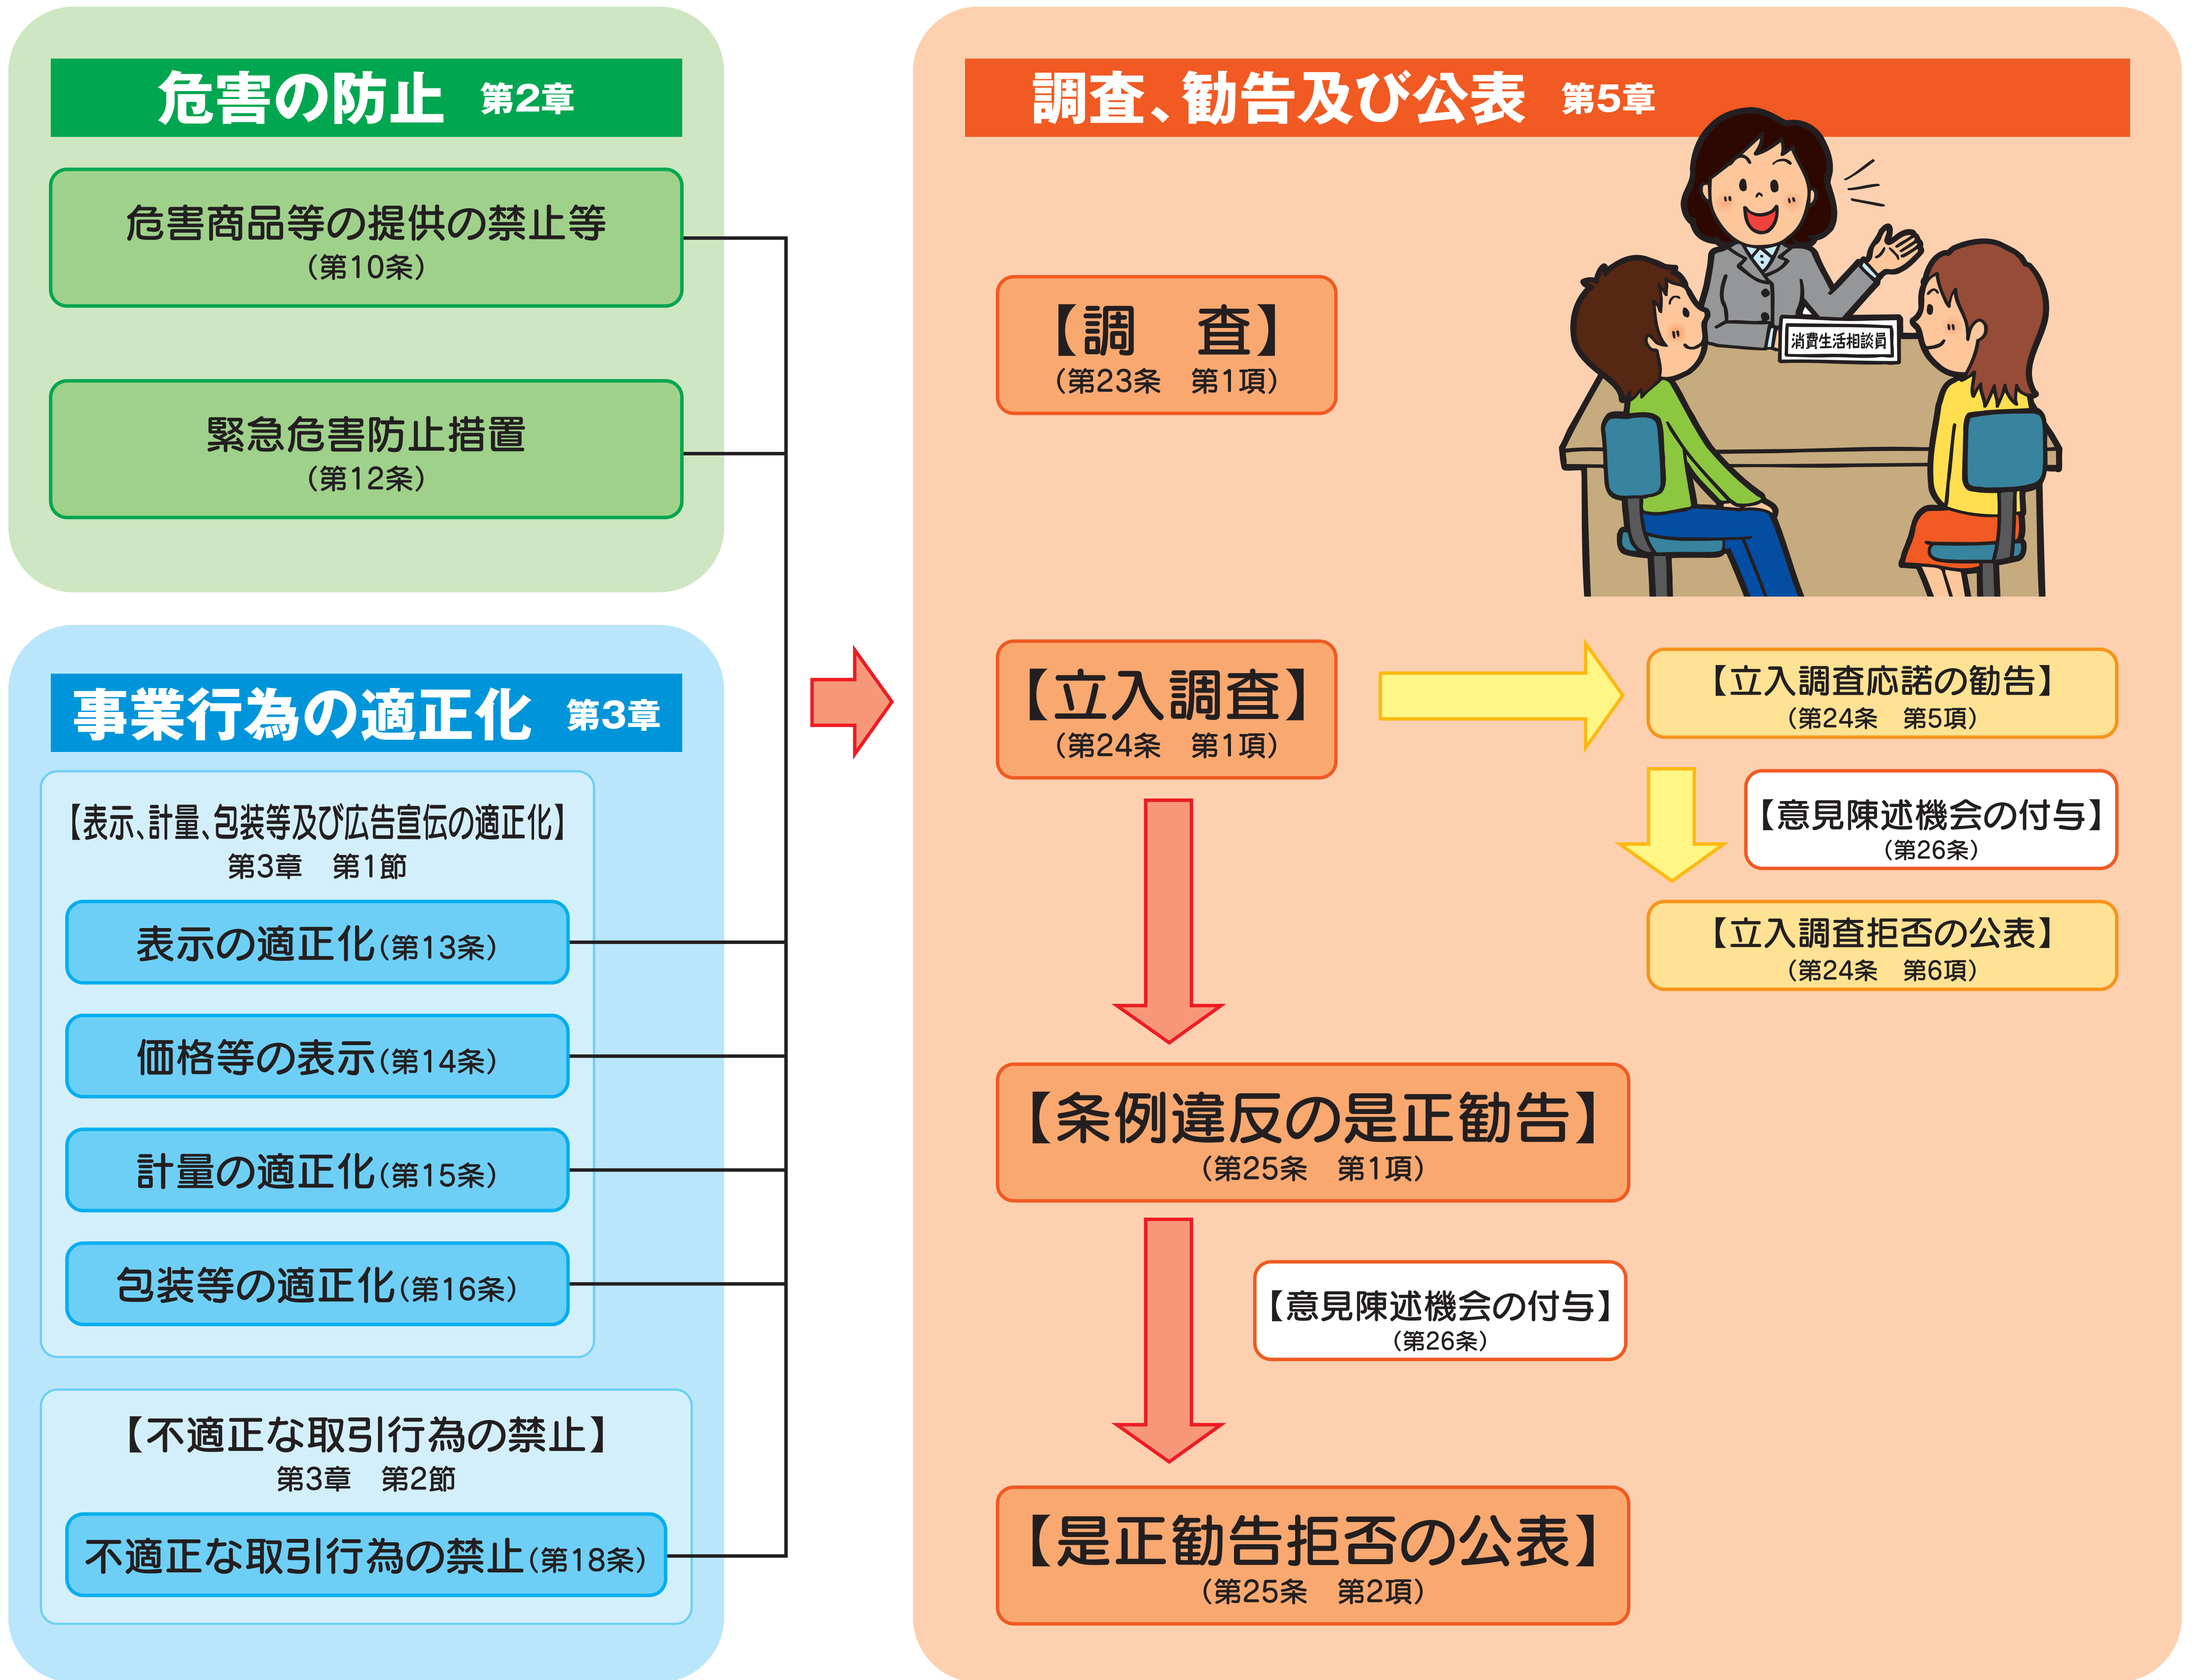 危害の防止 第2章
危害商品等の提供の禁止等
(第10条)
緊急危害防止措置
(第12条)
事業行為の適正化 第3章
【表示、計量、包装等及び広告宣伝の適正化】
第3章 第1節
表示の適正化(第13条)
価格等の表示(第14条)
計量の適正化(第15条)
包装等の適正化(第16条)
【不適正な取引行為の禁止】
第3章 第2節
不適正な取引行為の禁止(第18条)
調査、勧告及び公表 第5章
消費生活相談員
【調 査】
(第23条 第1項)
【立入調査】
(第24条 第1項)
【立入調査応諾の勧告】
(第24条 第5項)
【意見陳述機会の付与】
(第26条)
【立入調査拒否の公表】
(第24条 第6項)
【条例違反の是正勧告】
(第25条 第1項)
【意見陳述機会の付与】
(第26条)
【是正勧告拒否の公表】
(第25条 第2項)